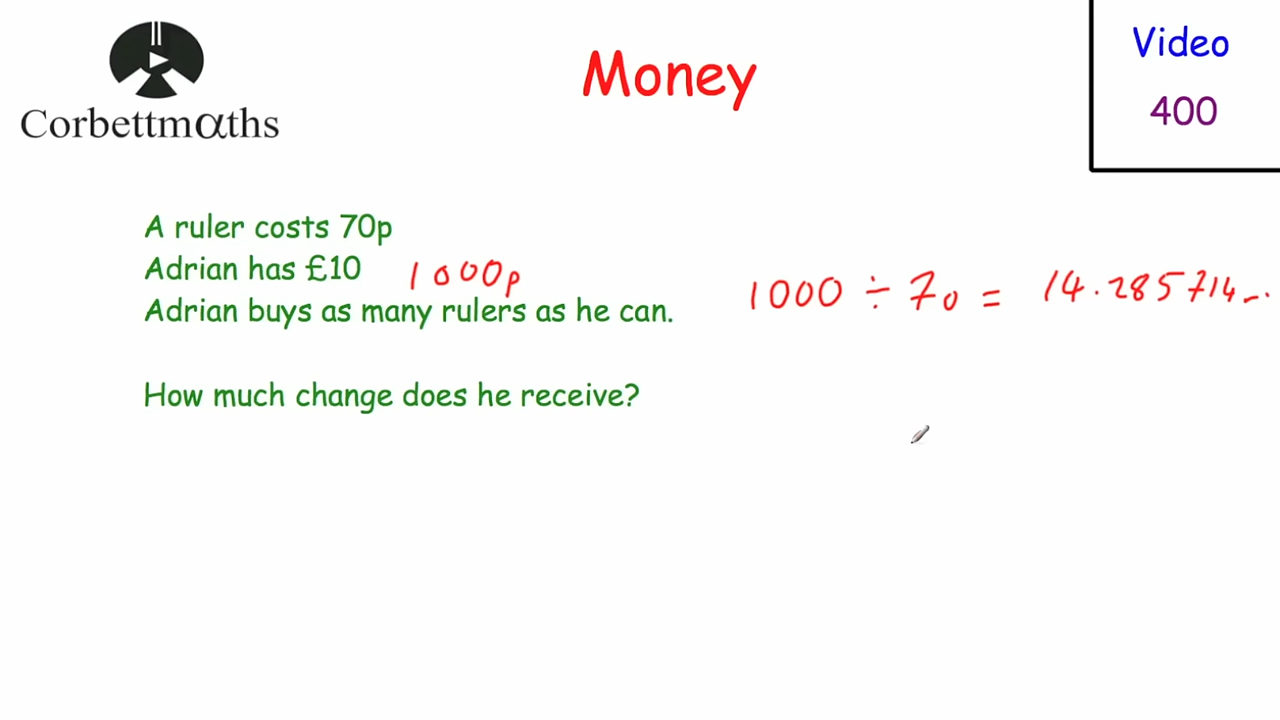 Corbettmαths
Money
Video
400
A ruler costs 70p
Adrian has £10 1000p
Adrian buys as many rulers as he can.
1000 ÷ 70 = 14.285714...
How much change does he receive?